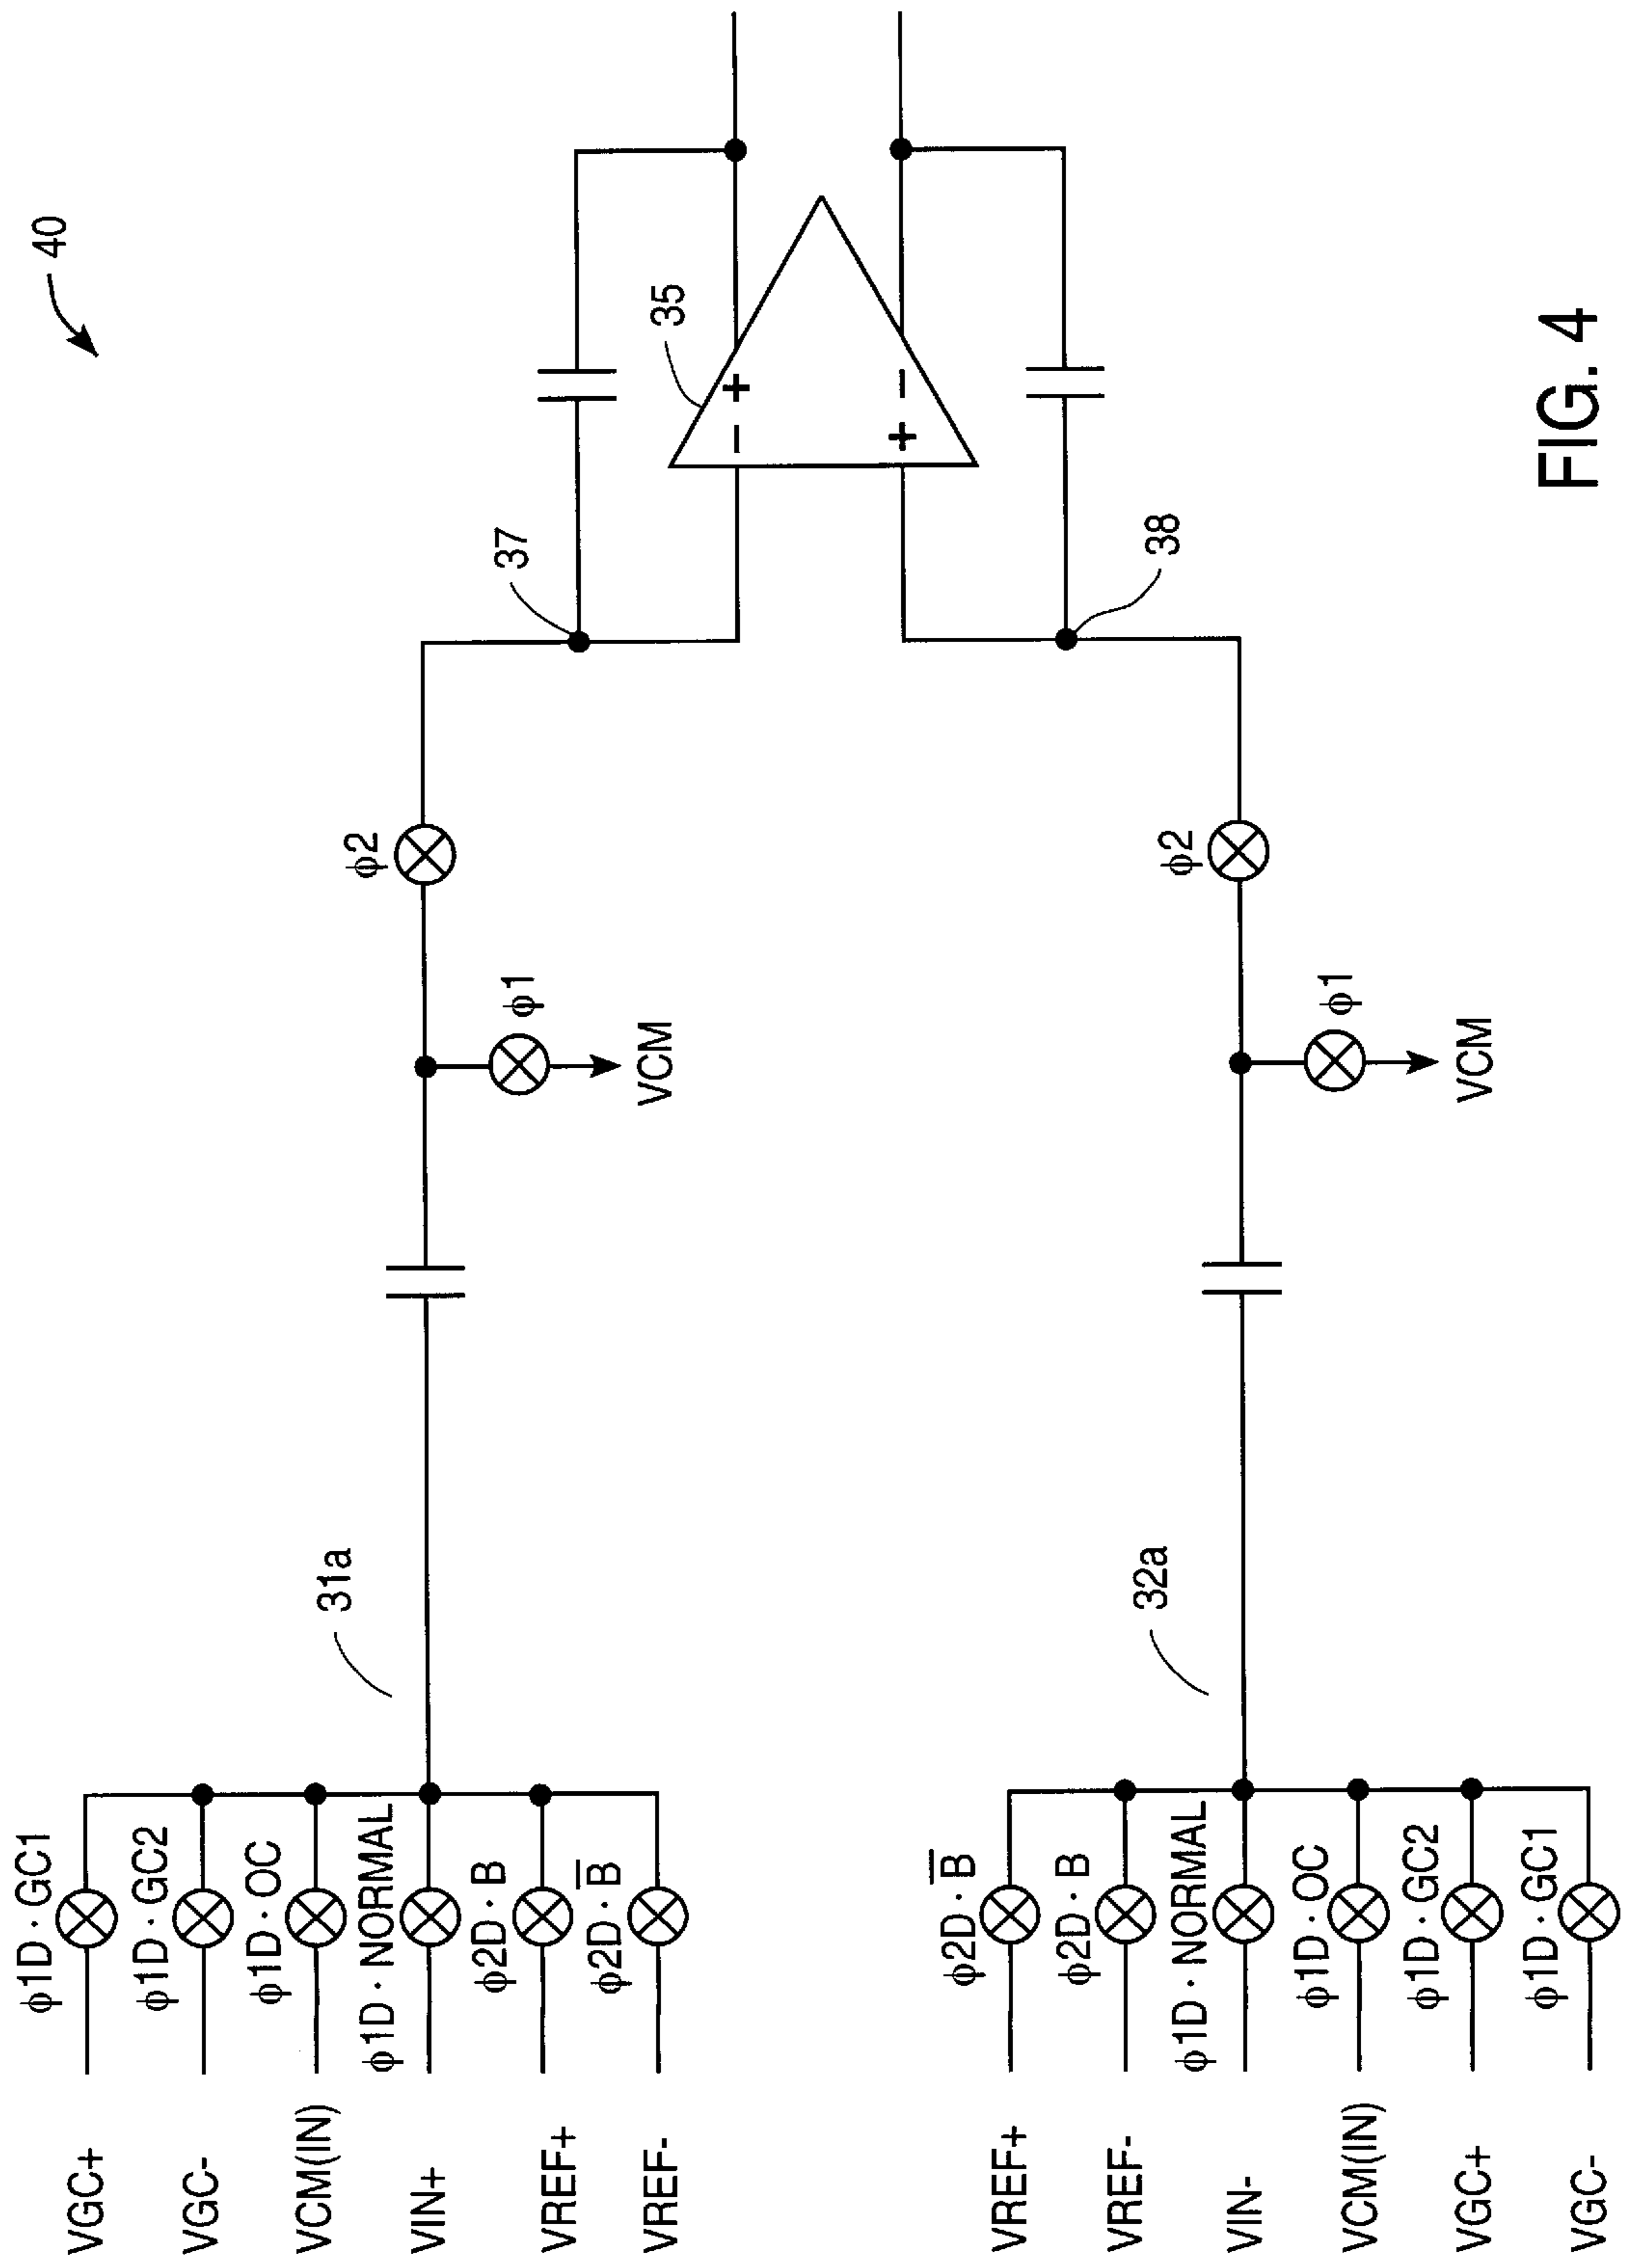 40
VGC+
φ1D · GC1
VGC-
φ1D · GC2
VCM(IN)
φ1D · OC
VIN+
φ1D · NORMAL
VREF+
φ2D · B
VREF-
φ2D · B̅
31a
φ1
VCM
φ2
37
35
- +
+ -
38
VREF+
φ2D · B̅
VREF-
φ2D · B
VIN-
φ1D · NORMAL
VCM(IN)
φ1D · OC
VGC+
φ1D · GC2
VGC-
φ1D · GC1
32a
φ1
VCM
φ2
FIG. 4